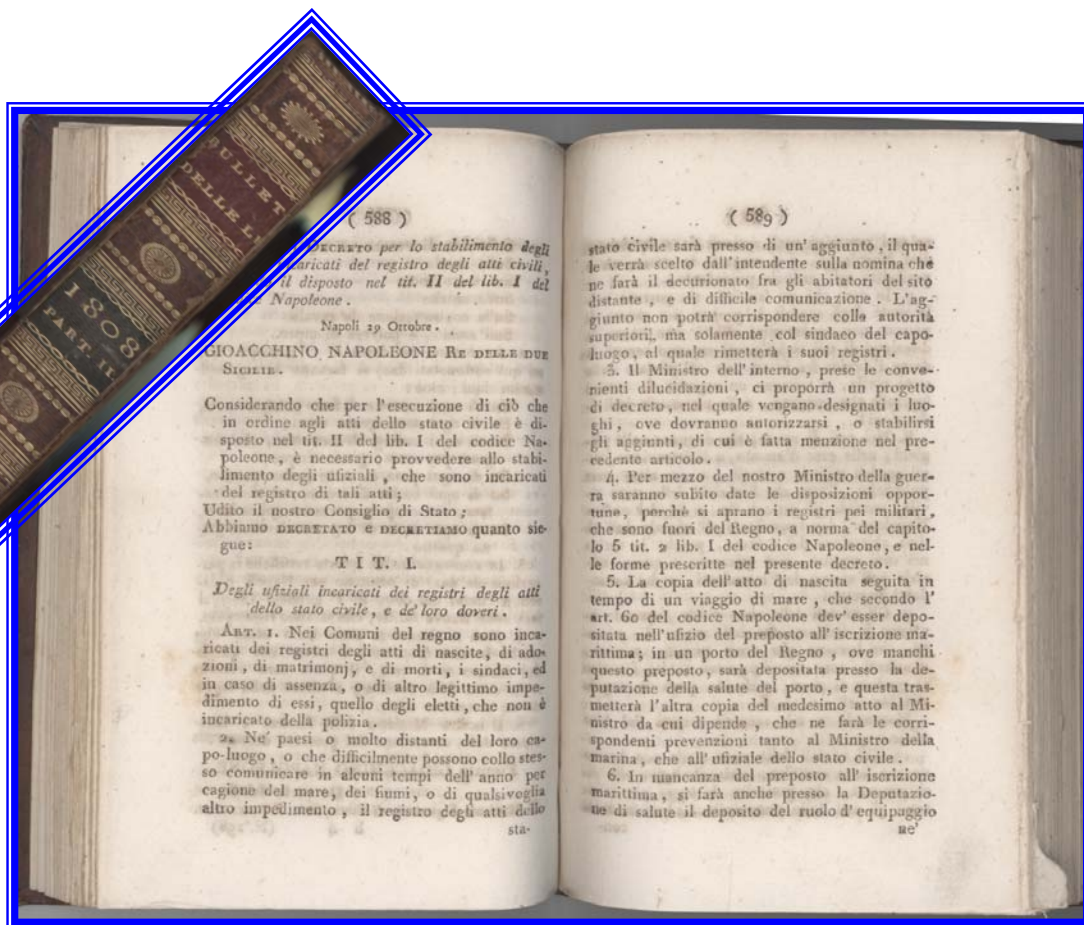 BULLET
DELLE L
1808
PART. II
( 588 )
DECRETO per lo stabilimento degli
caricati del registro degli atti civili,
il disposto nel tit. II del lib. I del
Napoleone.
Napoli 29 Ottobre.
GIOACCHINO NAPOLEONE RE DELLE DUE
SICILIE.
Considerando che per l'esecuzione di ciò che
in ordine agli atti dello stato civile è di-
sposto nel tit. II del lib. I del codice Na-
poleone, è necessario provvedere allo stabi-
limento degli ufiziali, che sono incaricati
del registro di tali atti;
Udito il nostro Consiglio di Stato;
Abbiamo DECRETATO e DECRETIAMO quanto sie-
gue:
TIT. I.
Degli ufiziali incaricati dei registri degli atti
dello stato civile, e de' loro doveri.
ART. 1. Nei Comuni del regno sono inca-
ricati dei registri degli atti di nascite, di ado-
zioni, di matrimonj, e di morti, i sindaci, ed
in caso di assenza, o di altro legittimo impe-
dimento di essi, quello degli eletti, che non è
incaricato della polizia.
2. Ne' paesi o molto distanti del loro ca-
po-luogo, o che difficilmente possono collo stes-
so comunicare in alcuni tempi dell'anno per
cagione del mare, dei fiumi, o di qualsivoglia
altro impedimento, il registro degli atti dello
sta-
( 589 )
stato civile sarà presso di un'aggiunto, il qua-
le verrà scelto dall'intendente sulla nomina che
ne farà il decurionato fra gli abitatori del sito
distante, e di difficile comunicazione. L'ag-
giunto non potrà corrispondere colle autorità
superiori, ma solamente col sindaco del capo-
luogo, al quale rimetterà i suoi registri.
3. Il Ministro dell'interno, prese le conve-
nienti dilucidazioni, ci proporrà un progetto
di decreto, nel quale vengano designati i luo-
ghi, ove dovranno autorizzarsi, o stabilirsi
gli aggiunti, di cui è fatta menzione nel pre-
cedente articolo.
4. Per mezzo del nostro Ministro della guer-
ra saranno subito date le disposizioni oppor-
tune, perchè si aprano i registri pei militari,
che sono fuori del Regno, a norma del capito-
lo 5 tit. 2 lib. I del codice Napoleone, e nel-
le forme prescritte nel presente decreto.
5. La copia dell'atto di nascita seguita in
tempo di un viaggio di mare, che secondo l'
art. 60 del codice Napoleone dev'esser depo-
sitata nell'ufizio del preposto all'iscrizione ma-
rittima; in un porto del Regno, ove manchi
questo preposto, sarà depositata presso la de-
putazione della salute del porto, e questa tras-
metterà l'altra copia del medesimo atto al Mi-
nistro da cui dipende, che ne farà le corri-
spondenti prevenzioni tanto al Ministro della
marina, che all'ufiziale dello stato civile.
6. In mancanza del preposto all'iscrizione
marittima, si farà anche presso la Deputazio-
ne di salute il deposito del ruolo d'equipaggio
ne'